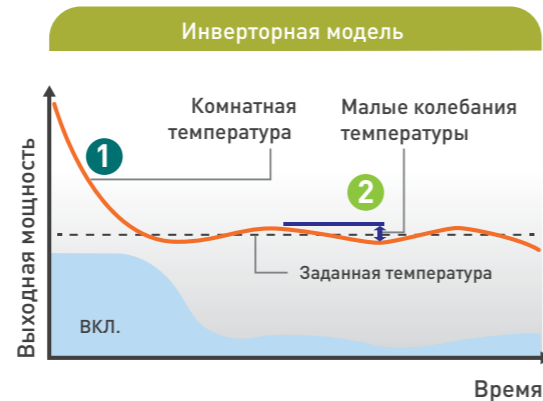 Инверторная модель
Комнатная
температура
Малые колебания
температуры
1
2
Выходная мощность
Заданная температура
ВКЛ.
Время